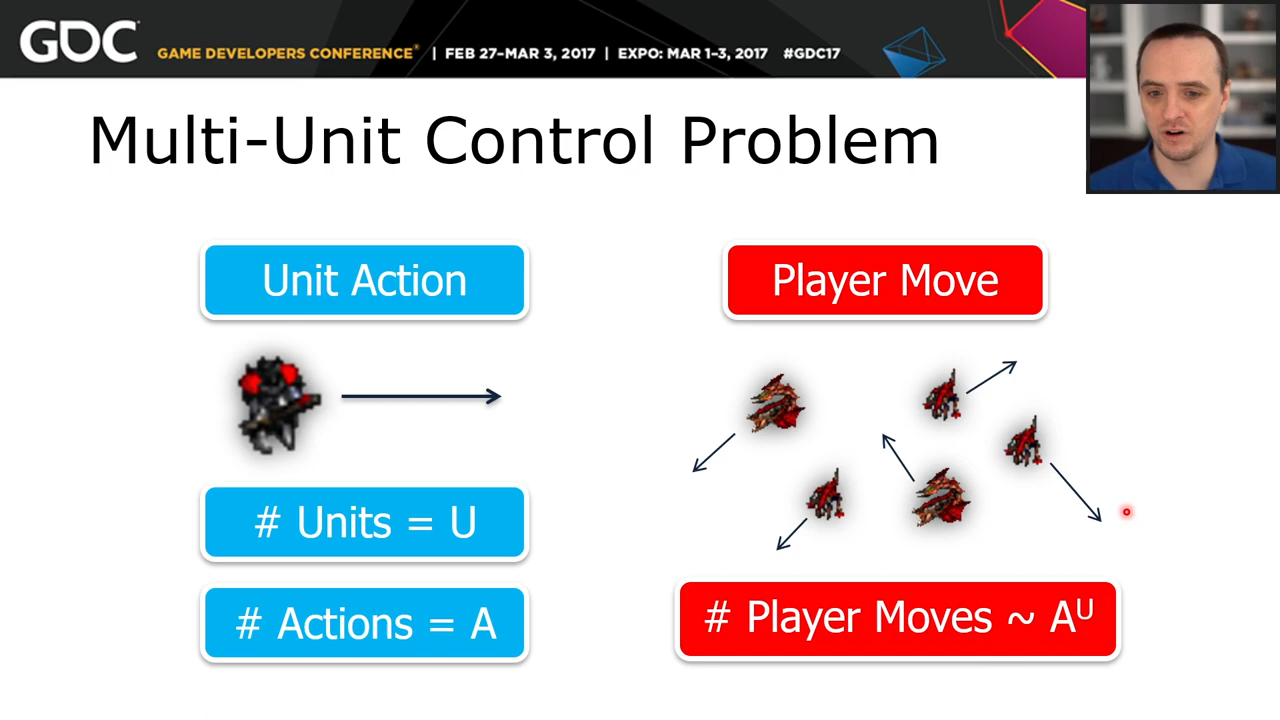 GDC GAME DEVELOPERS CONFERENCE® | FEB 27–MAR 3, 2017 | EXPO: MAR 1–3, 2017 #GDC17
Multi-Unit Control Problem
Unit Action
Player Move
# Units = U
# Actions = A
# Player Moves ~ Aᵁ